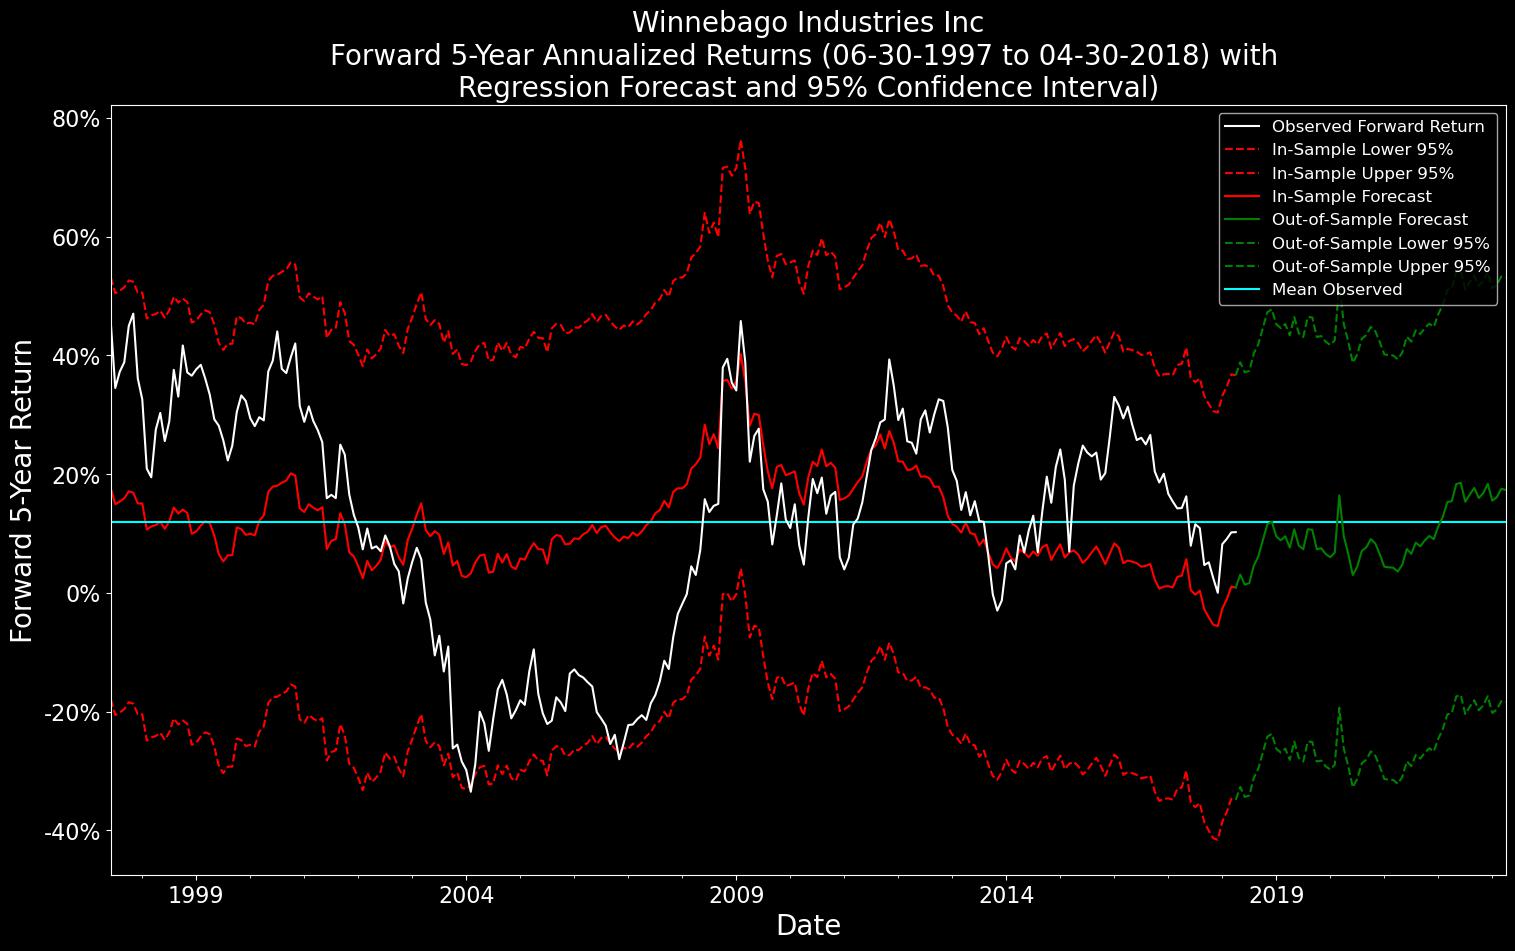 Winnebago Industries Inc
Forward 5-Year Annualized Returns (06-30-1997 to 04-30-2018) with
Regression Forecast and 95% Confidence Interval)
Forward 5-Year Return
80%
60%
40%
20%
0%
-20%
-40%
Observed Forward Return
In-Sample Lower 95%
In-Sample Upper 95%
In-Sample Forecast
Out-of-Sample Forecast
Out-of-Sample Lower 95%
Out-of-Sample Upper 95%
Mean Observed
1999 2004 2009 2014 2019
Date